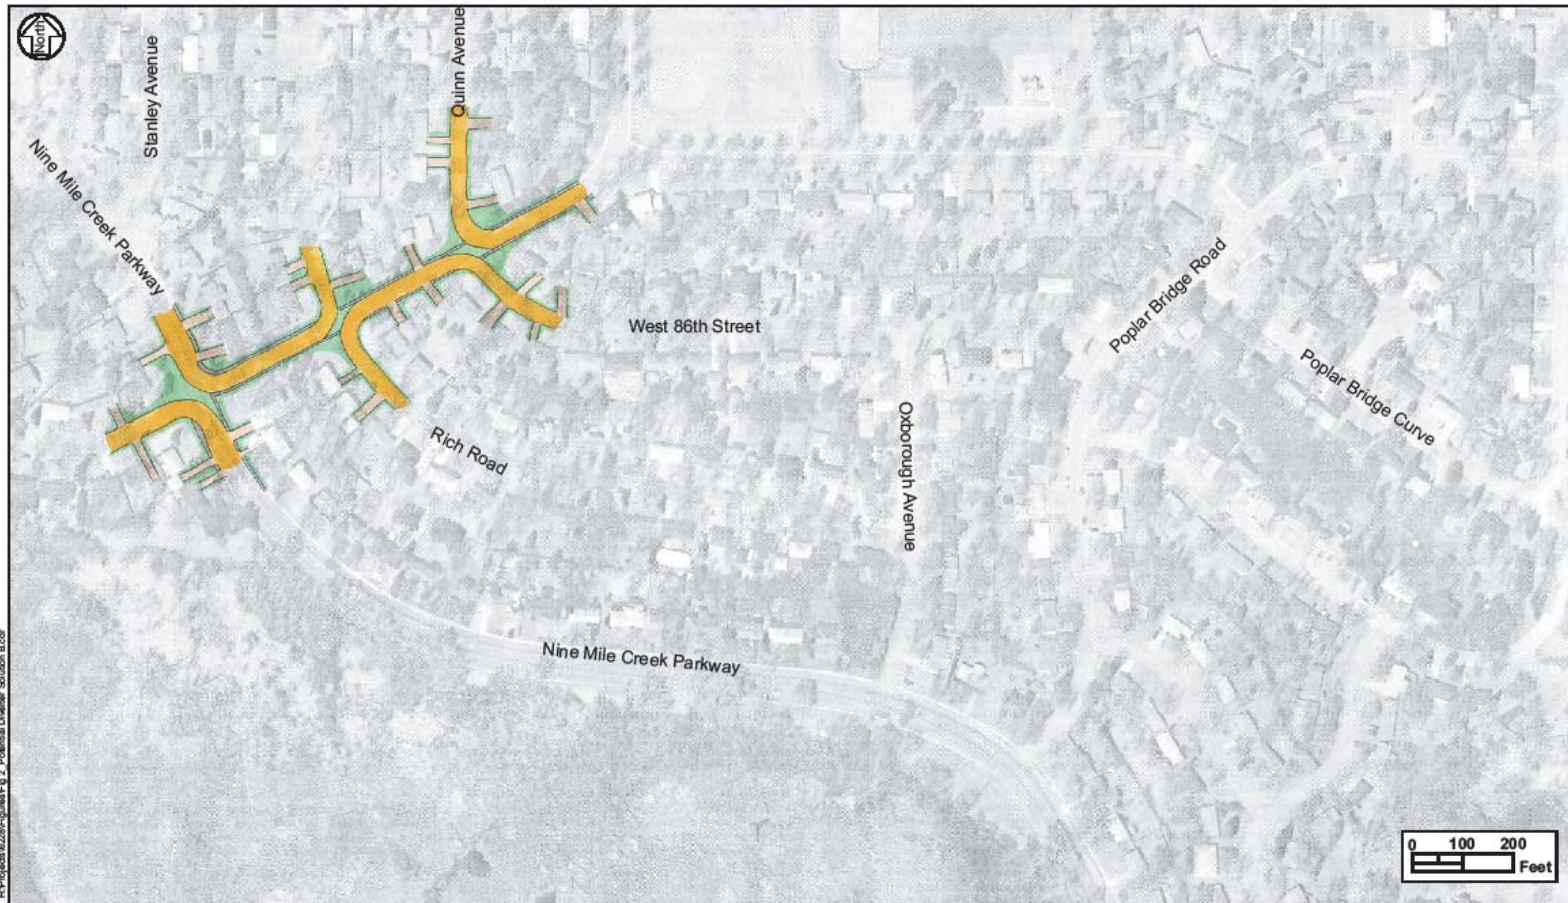 North
Stanley Avenue
Quinn Avenue
Nine Mile Creek Parkway
Poplar Bridge Road
West 86th Street
Poplar Bridge Curve
Oxborough Avenue
Rich Road
Nine Mile Creek Parkway
0 100 200
Feet